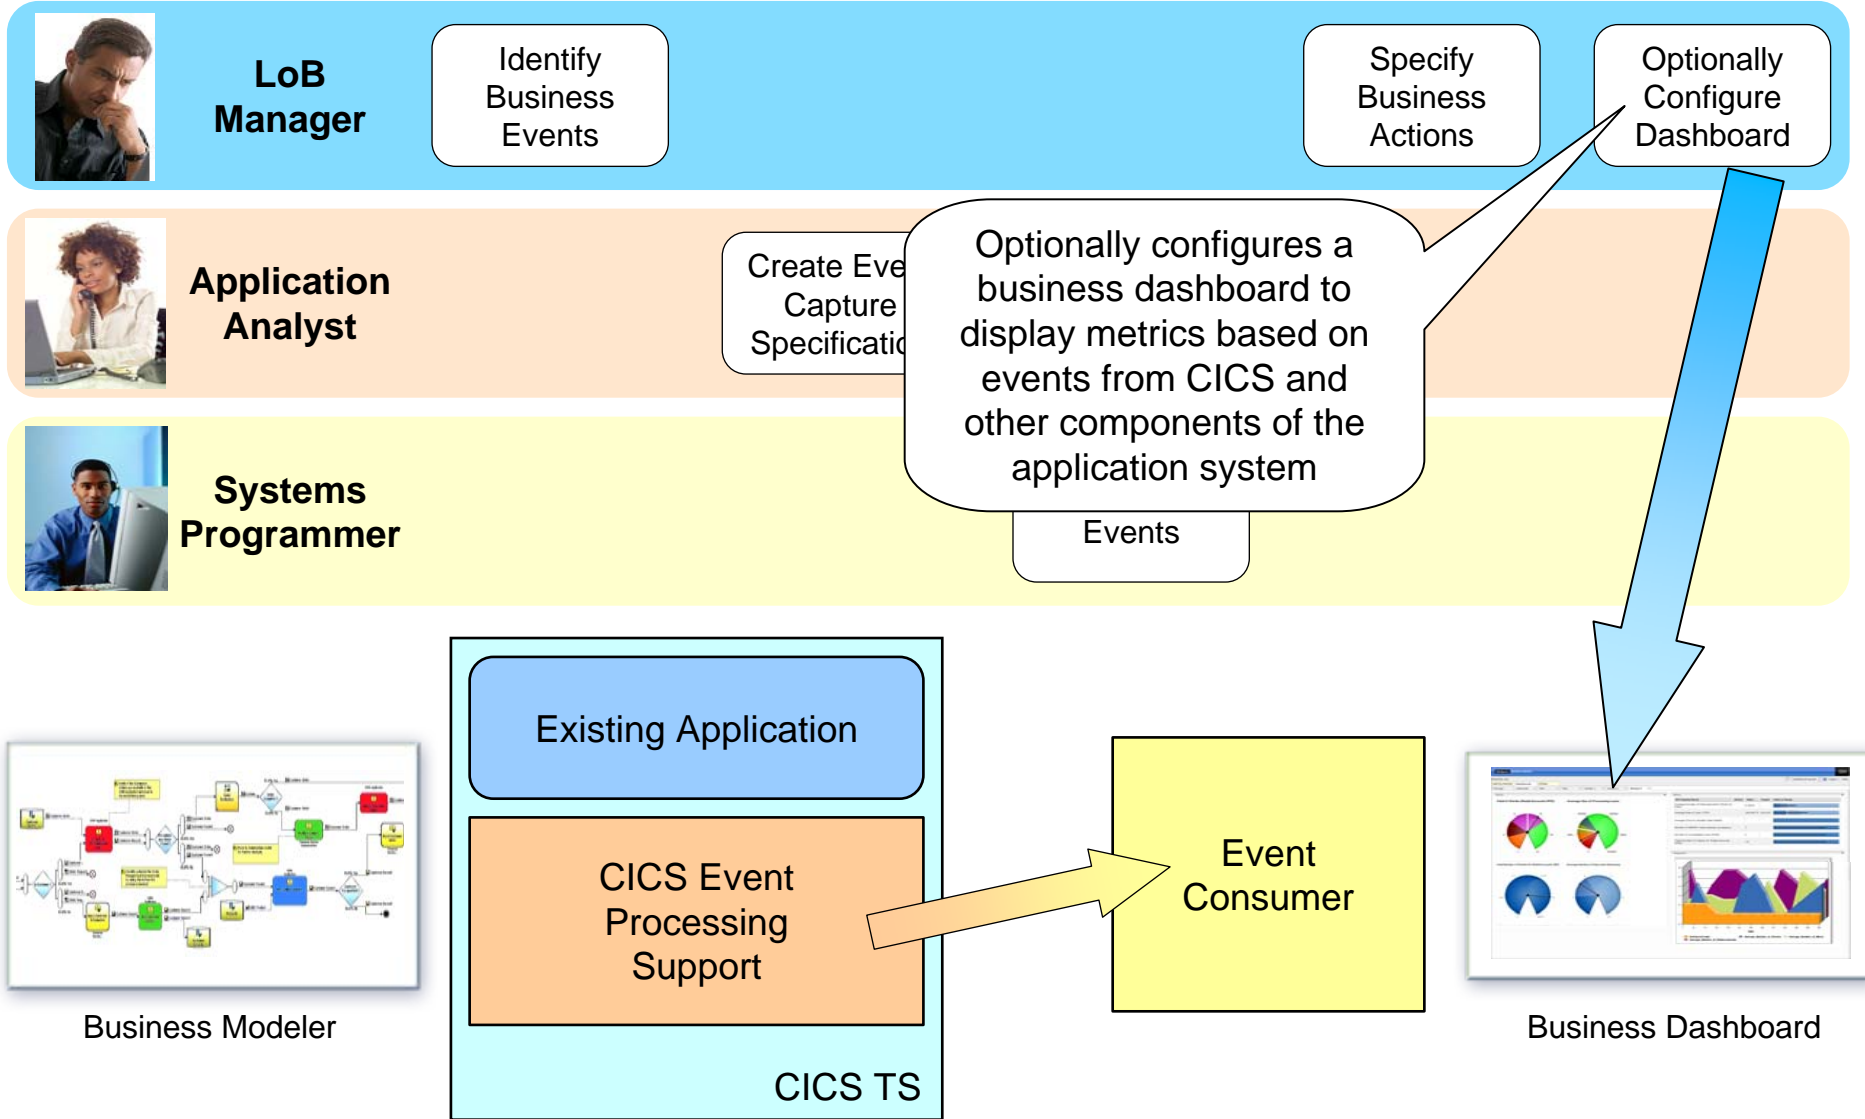 LoB
Manager
Identify
Business
Events
Specify
Business
Actions
Optionally
Configure
Dashboard
Application
Analyst
Create Eve
Capture
Specificatio
Optionally configures a
business dashboard to
display metrics based on
events from CICS and
other components of the
application system
Systems
Programmer
Events
Existing Application
CICS Event
Processing
Support
CICS TS
Event
Consumer
Business Modeler
Business Dashboard